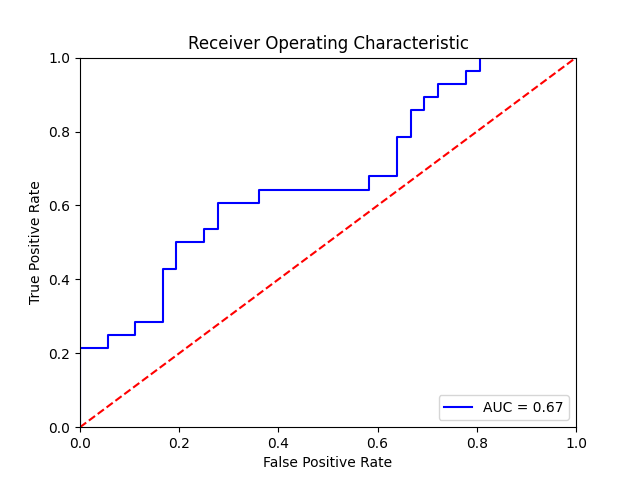 Receiver Operating Characteristic
1.0
0.8
0.6
0.4
0.2
0.0
True Positive Rate
AUC = 0.67
0.0 0.2 0.4 0.6 0.8 1.0
False Positive Rate